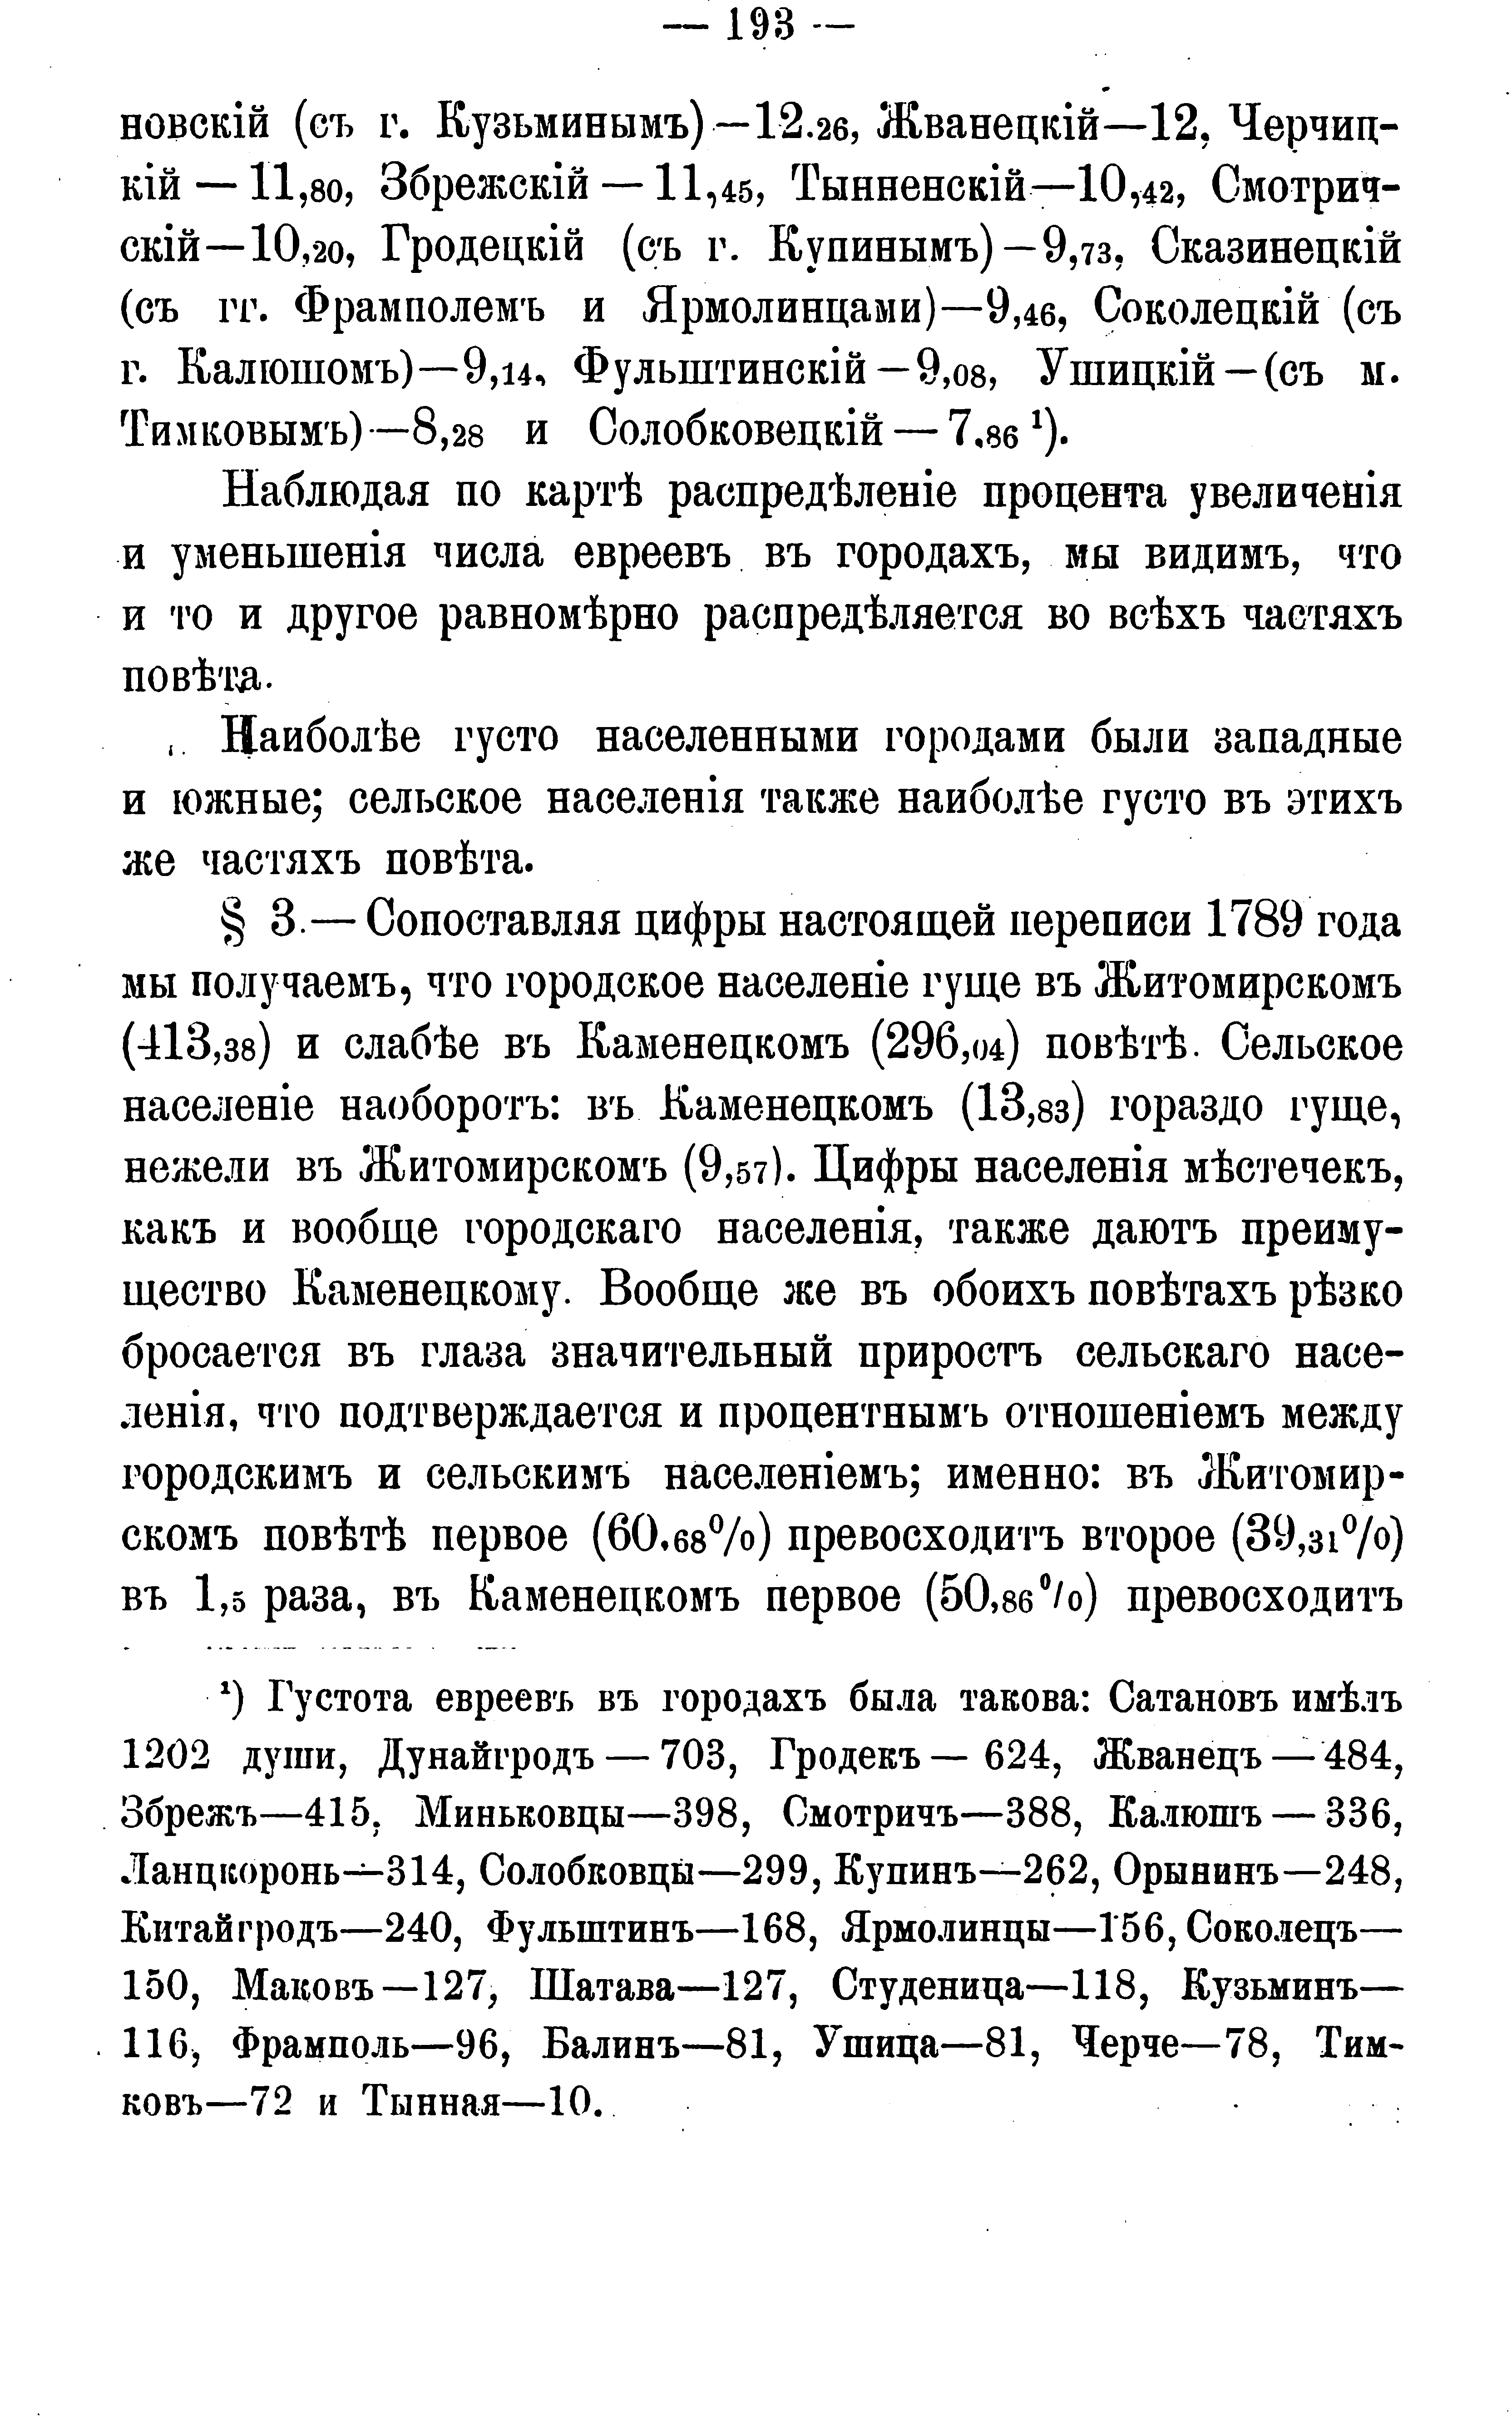 — 193 —
новскій (съ г. Кузьминымъ)—12.26, Жванецкій—12, Черчиц-
кій — 11,80, Збрежскій — 11,45, Тынненскій—10,42, Смотрич-
скій—10,20, Гродецкій (съ г. Купинымъ)—9,73, Сказинецкій
(съ гг. Фрамполемъ и Ярмолинцами)—9,46, Соколецкій (съ
г. Калюшомъ)—9,14, Фульштинскій—9,08, Ушицкій—(съ м.
Тимковымъ)—8,28 и Солобковецкій — 7.86 ¹).
Наблюдая по картѣ распредѣленіе процента увеличенія
и уменьшенія числа евреевъ въ городахъ, мы видимъ, что
и то и другое равномѣрно распредѣляется во всѣхъ частяхъ
повѣта.
Наиболѣе густо населенными городами были западные
и южные; сельское населенія также наиболѣе густо въ этихъ
же частяхъ повѣта.
§ 3.— Сопоставляя цифры настоящей переписи 1789 года
мы получаемъ, что городское населеніе гуще въ Житомирскомъ
(413,38) и слабѣе въ Каменецкомъ (296,04) повѣтѣ. Сельское
населеніе наоборотъ: въ Каменецкомъ (13,83) гораздо гуще,
нежели въ Житомирскомъ (9,57). Цифры населенія мѣстечекъ,
какъ и вообще городскаго населенія, также даютъ преиму-
щество Каменецкому. Вообще же въ обоихъ повѣтахъ рѣзко
бросается въ глаза значительный приростъ сельскаго насе-
ленія, что подтверждается и процентнымъ отношеніемъ между
городскимъ и сельскимъ населеніемъ; именно: въ Житомир-
скомъ повѣтѣ первое (60.68%) превосходитъ второе (39,31%)
въ 1,5 раза, въ Каменецкомъ первое (50,86%) превосходитъ
¹) Густота евреевъ въ городахъ была такова: Сатановъ имѣлъ
1202 души, Дунайгродъ — 703, Гродекъ — 624, Жванецъ — 484,
Збрежъ—415, Миньковцы—398, Смотричъ—388, Калюшъ — 336,
Ланцкоронь—314, Солобковцы—299, Купинъ—262, Орынинъ—248,
Китайгродъ—240, Фульштинъ—168, Ярмолинцы—156, Соколецъ—
150, Маковъ—127, Шатава—127, Студеница—118, Кузьминъ—
116, Фрамполь—96, Балинъ—81, Ушица—81, Черче—78, Тим-
ковъ—72 и Тынная—10.